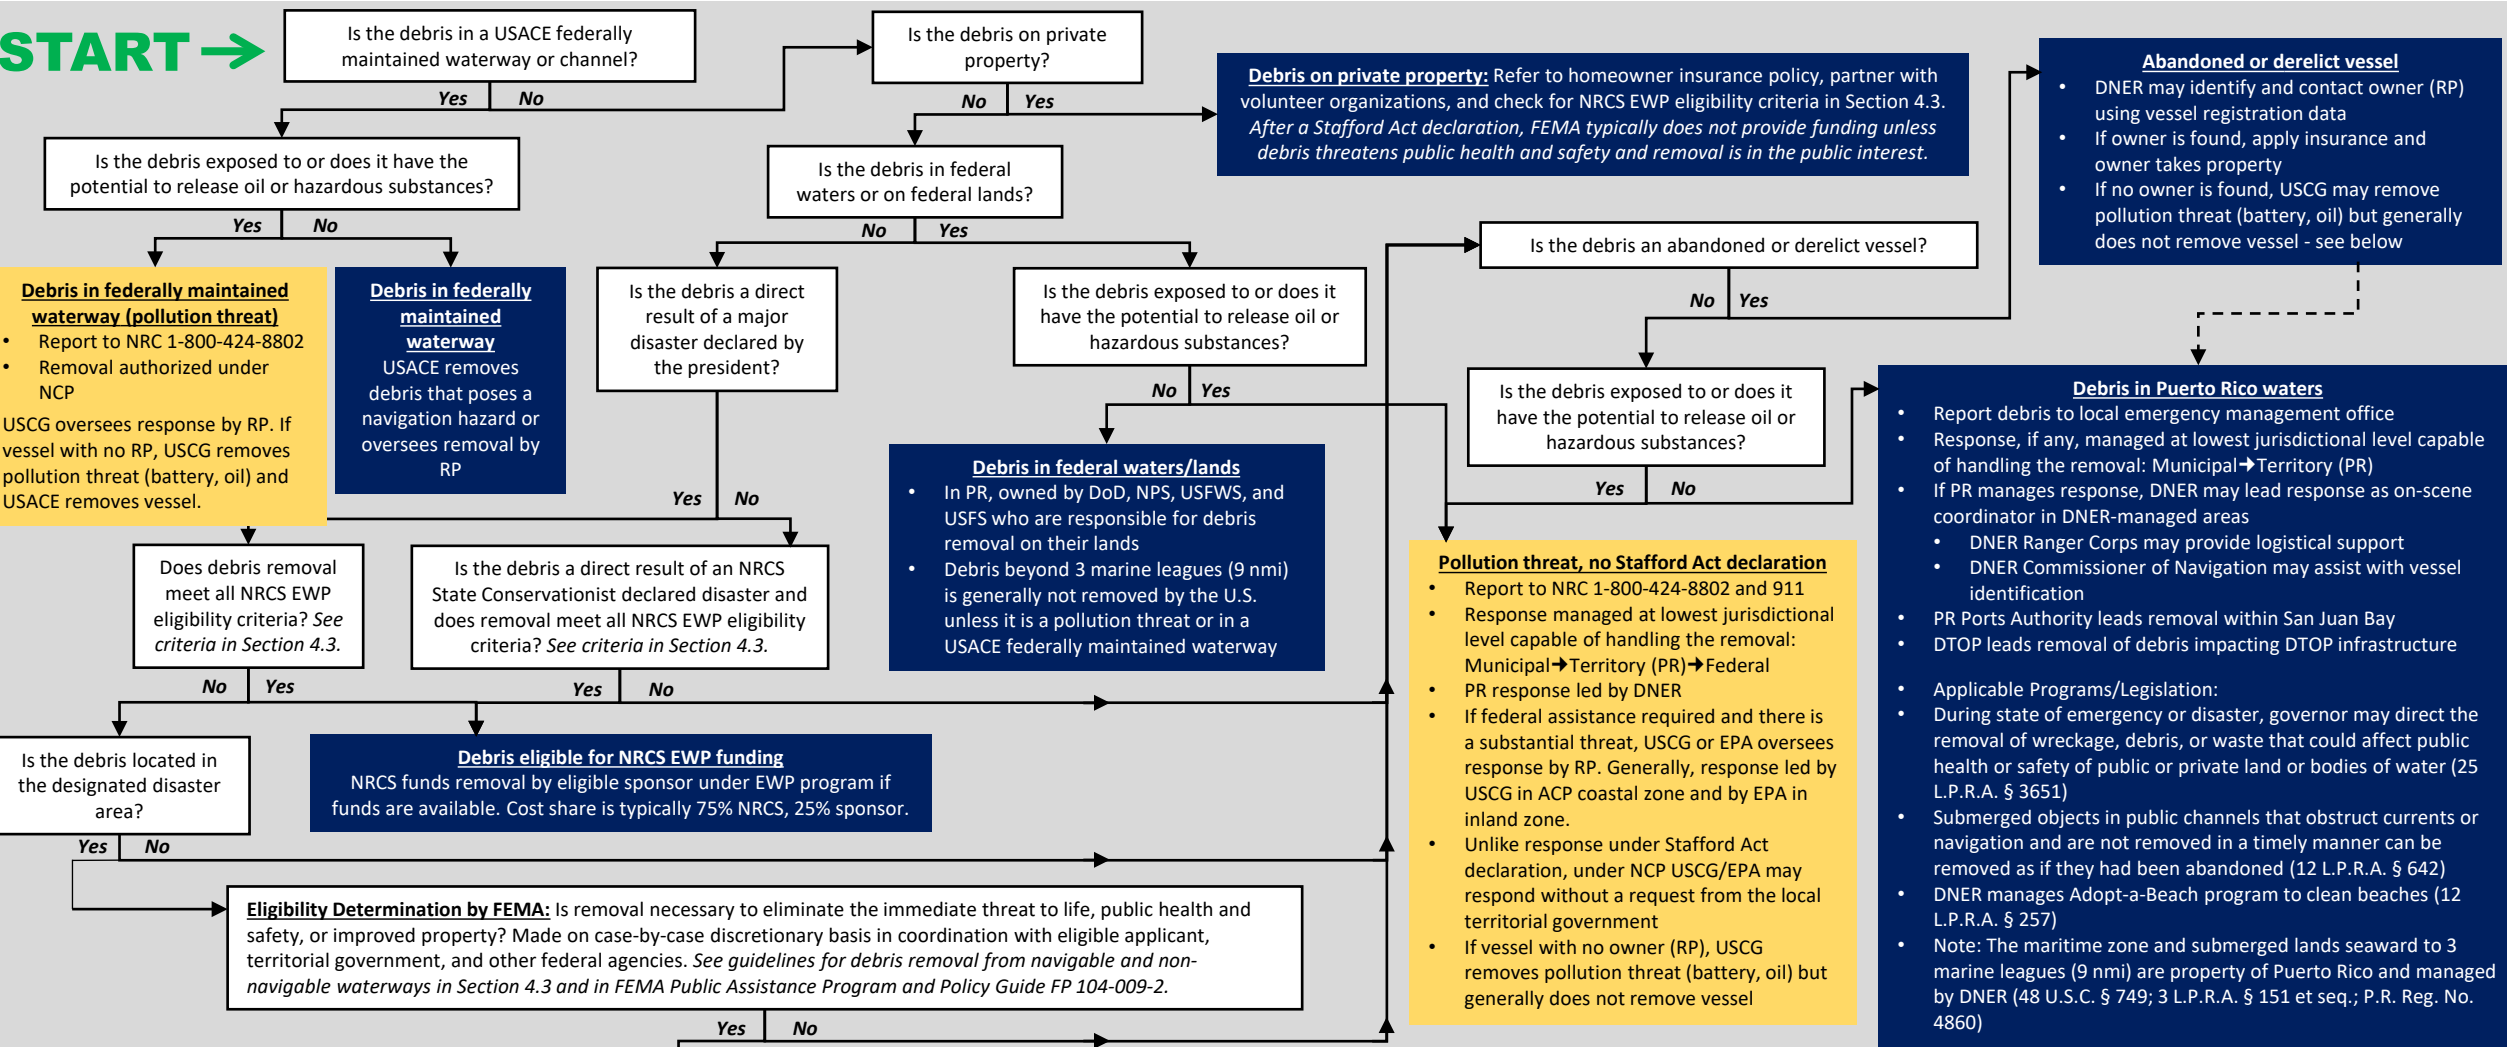 START
Is the debris in a USACE federally
maintained waterway or channel?
Yes
No
Is the debris on private
property?
No
Yes
Debris on private property: Refer to homeowner insurance policy, partner with
volunteer organizations, and check for NRCS EWP eligibility criteria in Section 4.3.
After a Stafford Act declaration, FEMA typically does not provide funding unless
debris threatens public health and safety and removal is in the public interest.
Abandoned or derelict vessel
• DNER may identify and contact owner (RP)
using vessel registration data
• If owner is found, apply insurance and
owner takes property
• If no owner is found, USCG may remove
pollution threat (battery, oil) but generally
does not remove vessel - see below
Is the debris exposed to or does it have the
potential to release oil or hazardous substances?
Yes
No
Is the debris in federal
waters or on federal lands?
No
Yes
Is the debris an abandoned or derelict vessel?
No
Yes
Debris in federally maintained
waterway (pollution threat)
• Report to NRC 1-800-424-8802
• Removal authorized under
NCP
USCG oversees response by RP. If
vessel with no RP, USCG removes
pollution threat (battery, oil) and
USACE removes vessel.
Debris in federally
maintained
waterway
USACE removes
debris that poses a
navigation hazard or
oversees removal by
RP
Is the debris a direct
result of a major
disaster declared by
the president?
Yes
No
Is the debris exposed to or does it
have the potential to release oil or
hazardous substances?
No
Yes
Is the debris exposed to or does it
have the potential to release oil or
hazardous substances?
Yes
No
Debris in federal waters/lands
• In PR, owned by DoD, NPS, USFWS, and
USFS who are responsible for debris
removal on their lands
• Debris beyond 3 marine leagues (9 nmi)
is generally not removed by the U.S.
unless it is a pollution threat or in a
USACE federally maintained waterway
Debris in Puerto Rico waters
• Report debris to local emergency management office
• Response, if any, managed at lowest jurisdictional level capable
of handling the removal: Municipal→Territory (PR)
• If PR manages response, DNER may lead response as on-scene
coordinator in DNER-managed areas
• DNER Ranger Corps may provide logistical support
• DNER Commissioner of Navigation may assist with vessel
identification
• PR Ports Authority leads removal within San Juan Bay
• DTOP leads removal of debris impacting DTOP infrastructure
• Applicable Programs/Legislation:
• During state of emergency or disaster, governor may direct the
removal of wreckage, debris, or waste that could affect public
health or safety of public or private land or bodies of water (25
L.P.R.A. § 3651)
• Submerged objects in public channels that obstruct currents or
navigation and are not removed in a timely manner can be
removed as if they had been abandoned (12 L.P.R.A. § 642)
• DNER manages Adopt-a-Beach program to clean beaches (12
L.P.R.A. § 257)
• Note: The maritime zone and submerged lands seaward to 3
marine leagues (9 nmi) are property of Puerto Rico and managed
by DNER (48 U.S.C. § 749; 3 L.P.R.A. § 151 et seq.; P.R. Reg. No.
4860)
Does debris removal
meet all NRCS EWP
eligibility criteria? See
criteria in Section 4.3.
No
Yes
Is the debris a direct result of an NRCS
State Conservationist declared disaster and
does removal meet all NRCS EWP eligibility
criteria? See criteria in Section 4.3.
Yes
No
Pollution threat, no Stafford Act declaration
• Report to NRC 1-800-424-8802 and 911
• Response managed at lowest jurisdictional
level capable of handling the removal:
Municipal→Territory (PR)→Federal
• PR response led by DNER
• If federal assistance required and there is
a substantial threat, USCG or EPA oversees
response by RP. Generally, response led by
USCG in ACP coastal zone and by EPA in
inland zone.
• Unlike response under Stafford Act
declaration, under NCP USCG/EPA may
respond without a request from the local
territorial government
• If vessel with no owner (RP), USCG
removes pollution threat (battery, oil) but
generally does not remove vessel
Is the debris located in
the designated disaster
area?
Yes
No
Debris eligible for NRCS EWP funding
NRCS funds removal by eligible sponsor under EWP program if
funds are available. Cost share is typically 75% NRCS, 25% sponsor.
Eligibility Determination by FEMA: Is removal necessary to eliminate the immediate threat to life, public health and
safety, or improved property? Made on case-by-case discretionary basis in coordination with eligible applicant,
territorial government, and other federal agencies. See guidelines for debris removal from navigable and non-
navigable waterways in Section 4.3 and in FEMA Public Assistance Program and Policy Guide FP 104-009-2.
Yes
No